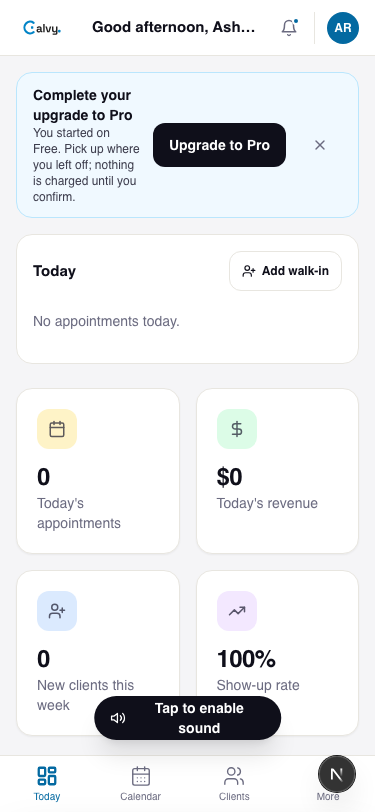 Calvy.
Good afternoon, Ash...
AR
Complete your
upgrade to Pro
You started on
Free. Pick up where
you left off; nothing
is charged until you
confirm.
Upgrade to Pro
Today
Add walk-in
No appointments today.
0
Today's
appointments
$0
Today's revenue
0
New clients this
week
100%
Show-up rate
Tap to enable
sound
Today
Calendar
Clients
More
N